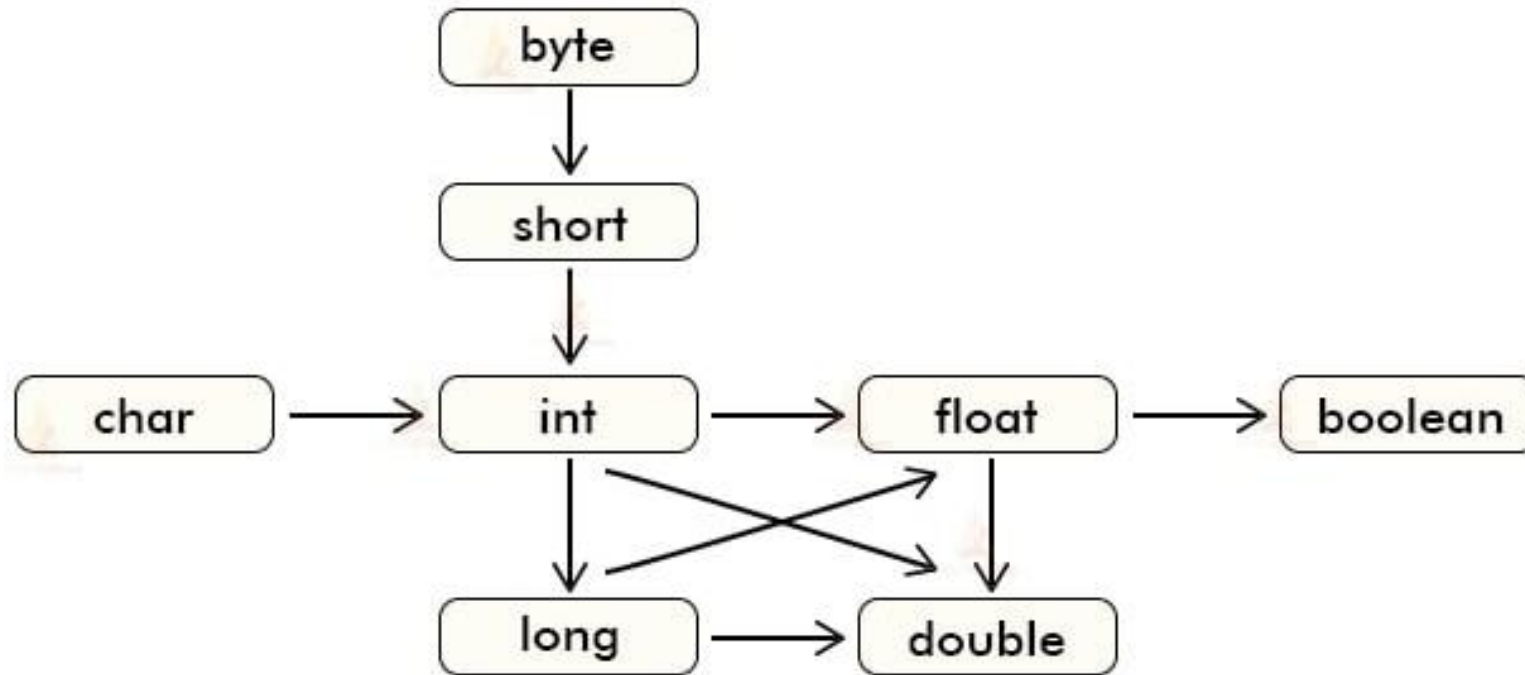 byte
short
char
int
float
boolean
long
double